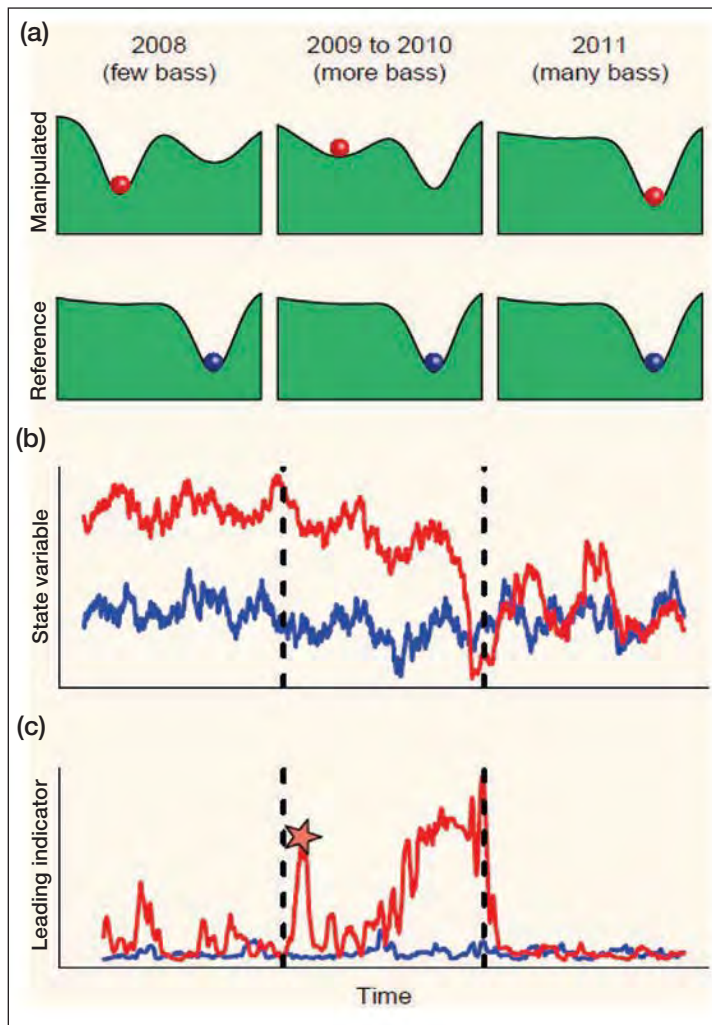 (a)
2008
(few bass)
2009 to 2010
(more bass)
2011
(many bass)
Manipulated
Reference
(b)
State variable
(c)
Leading indicator
Time